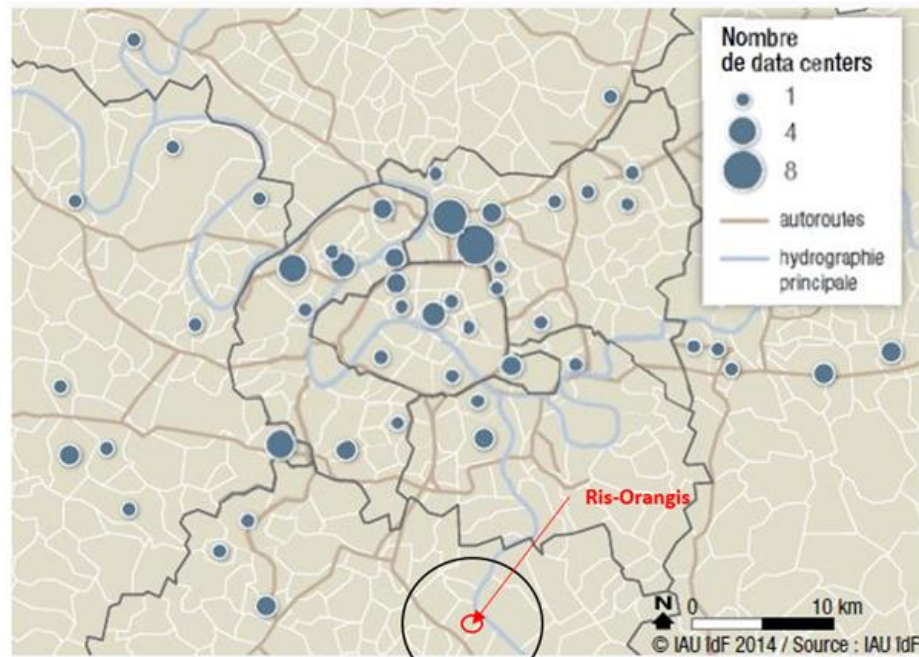 Nombre
de data centers
1
4
8
autoroutes
hydrographie
principale
Ris-Orangis
N
0
10 km
© IAU îdF 2014 / Source : IAU îdF